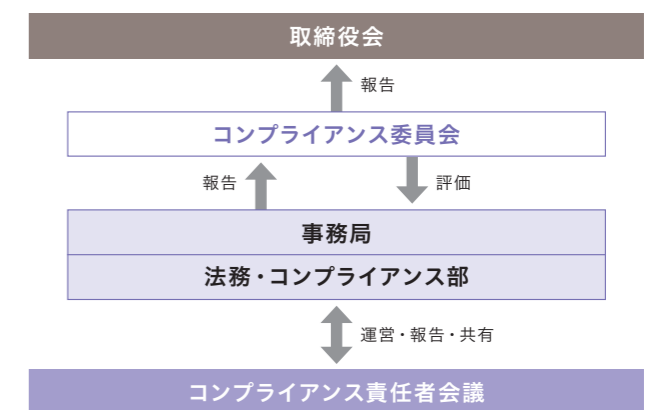 取締役会
報告
コンプライアンス委員会
報告
評価
事務局
法務・コンプライアンス部
運営・報告・共有
コンプライアンス責任者会議